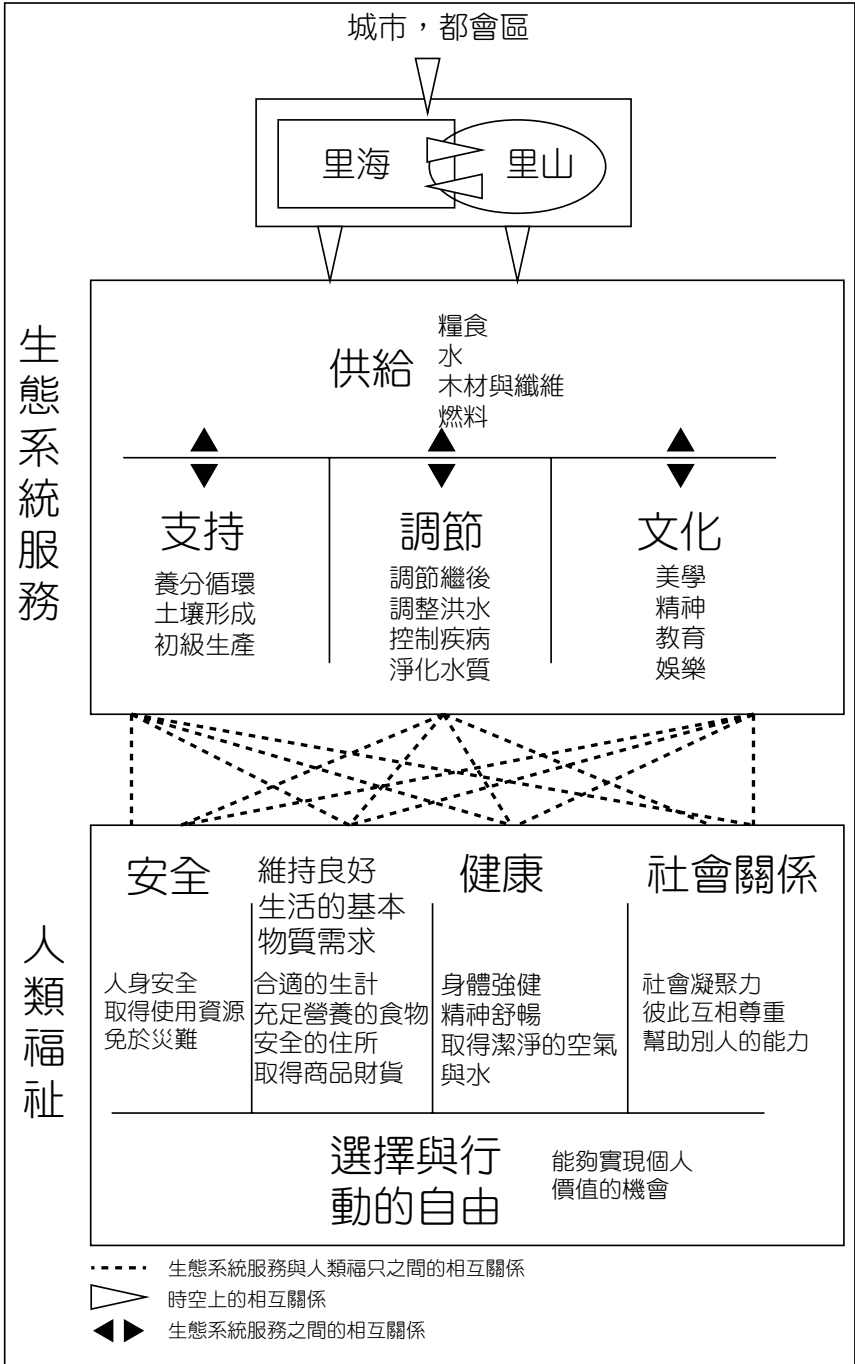 城市，都會區
里海
里山
生態系統服務
供給
糧食
水
木材與纖維
燃料
支持
養分循環
土壤形成
初級生產
調節
調節繼後
調整洪水
控制疾病
淨化水質
文化
美學
精神
教育
娛樂
人類福祉
安全
人身安全
取得使用資源
免於災難
維持良好
生活的基本
物質需求
合適的生計
充足營養的食物
安全的住所
取得商品財貨
健康
身體強健
精神舒暢
取得潔淨的空氣
與水
社會關係
社會凝聚力
彼此互相尊重
幫助別人的能力
選擇與行
動的自由
能夠實現個人
價值的機會
生態系統服務與人類福只之間的相互關係
時空上的相互關係
生態系統服務之間的相互關係